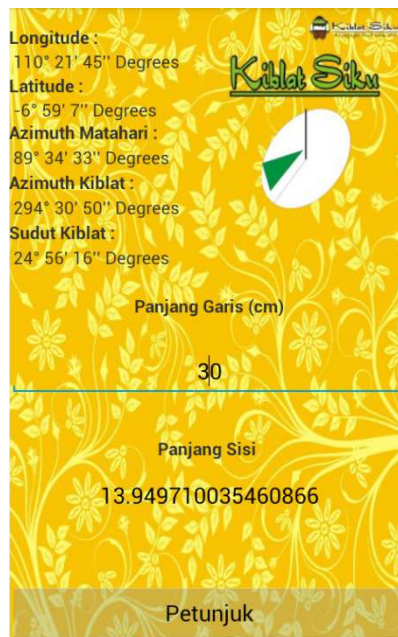 Kiblat Siku
Longitude :
110° 21' 45'' Degrees
Kiblat Siku
Latitude :
-6° 59' 7'' Degrees
Azimuth Matahari :
89° 34' 33'' Degrees
Azimuth Kiblat :
294° 30' 50'' Degrees
Sudut Kiblat :
24° 56' 16'' Degrees
Panjang Garis (cm)
30
Panjang Sisi
13.949710035460866
Petunjuk